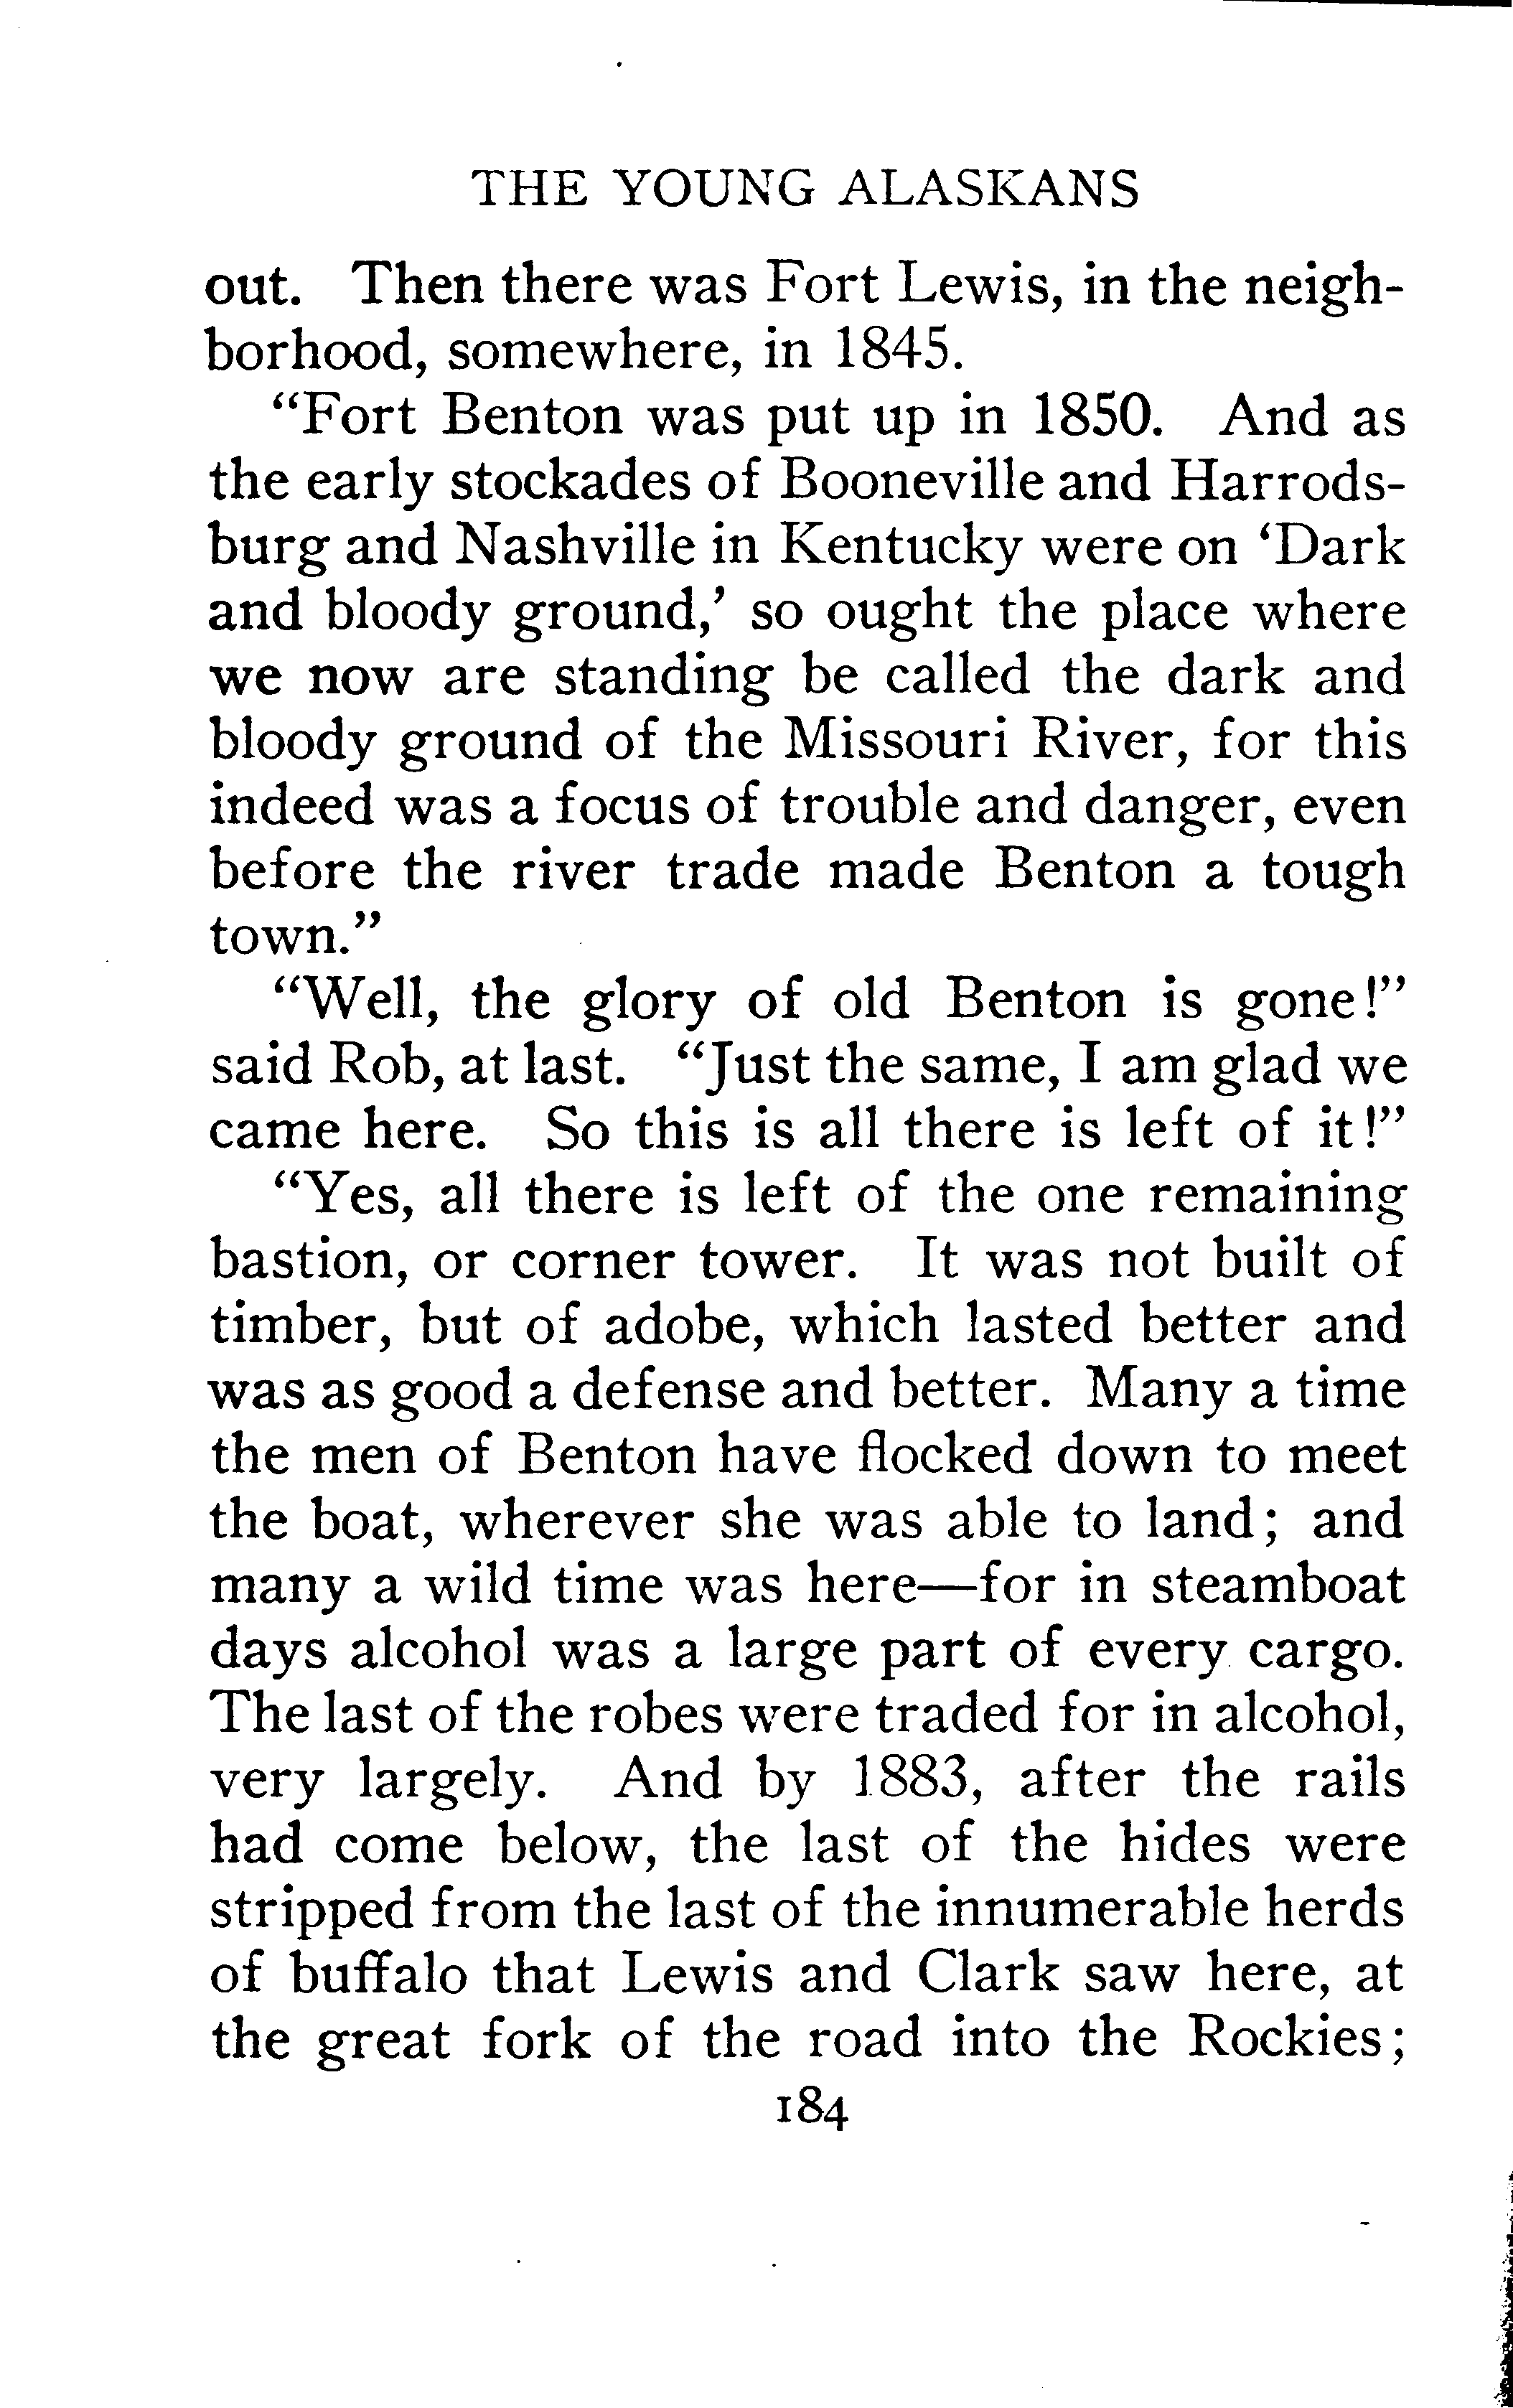 THE YOUNG ALASKANS
out. Then there was Fort Lewis, in the neigh-
borhood, somewhere, in 1845.
“Fort Benton was put up in 1850. And as
the early stockades of Booneville and Harrods-
burg and Nashville in Kentucky were on ‘Dark
and bloody ground,’ so ought the place where
we now are standing be called the dark and
bloody ground of the Missouri River, for this
indeed was a focus of trouble and danger, even
before the river trade made Benton a tough
town.”
“Well, the glory of old Benton is gone!”
said Rob, at last. “Just the same, I am glad we
came here. So this is all there is left of it!”
“Yes, all there is left of the one remaining
bastion, or corner tower. It was not built of
timber, but of adobe, which lasted better and
was as good a defense and better. Many a time
the men of Benton have flocked down to meet
the boat, wherever she was able to land; and
many a wild time was here—for in steamboat
days alcohol was a large part of every cargo.
The last of the robes were traded for in alcohol,
very largely. And by 1883, after the rails
had come below, the last of the hides were
stripped from the last of the innumerable herds
of buffalo that Lewis and Clark saw here, at
the great fork of the road into the Rockies;
184